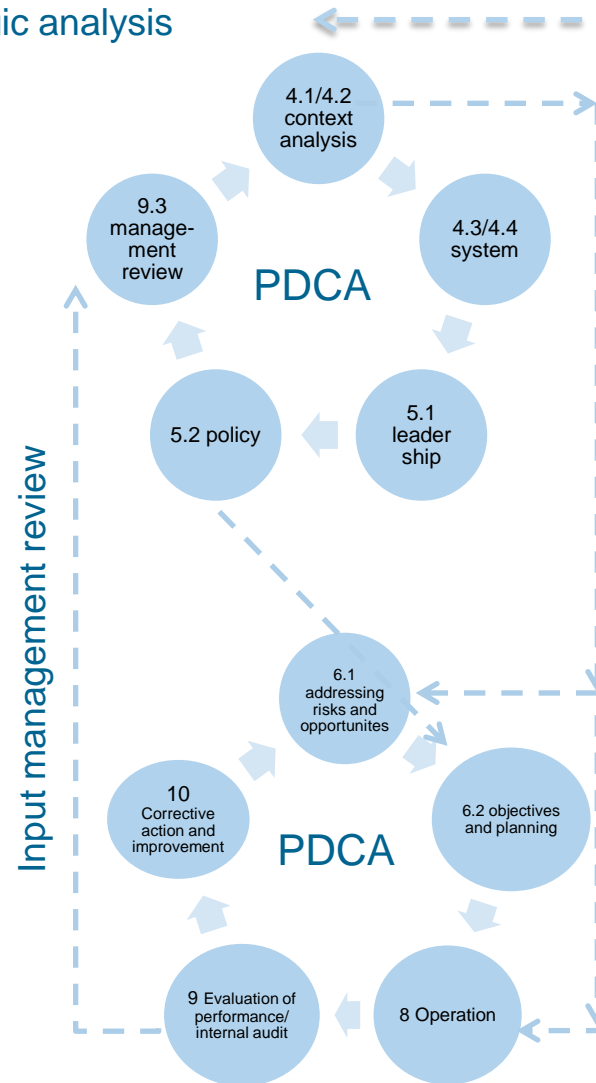 gic analysis
4.1/4.2
context
analysis
9.3
manage-
ment
review
4.3/4.4
system
PDCA
5.2 policy
5.1
leader
ship
Input management review
6.1
addressing
risks and
opportunites
10
Corrective
action and
improvement
6.2 objectives
and planning
PDCA
9 Evaluation of
performance/
internal audit
8 Operation